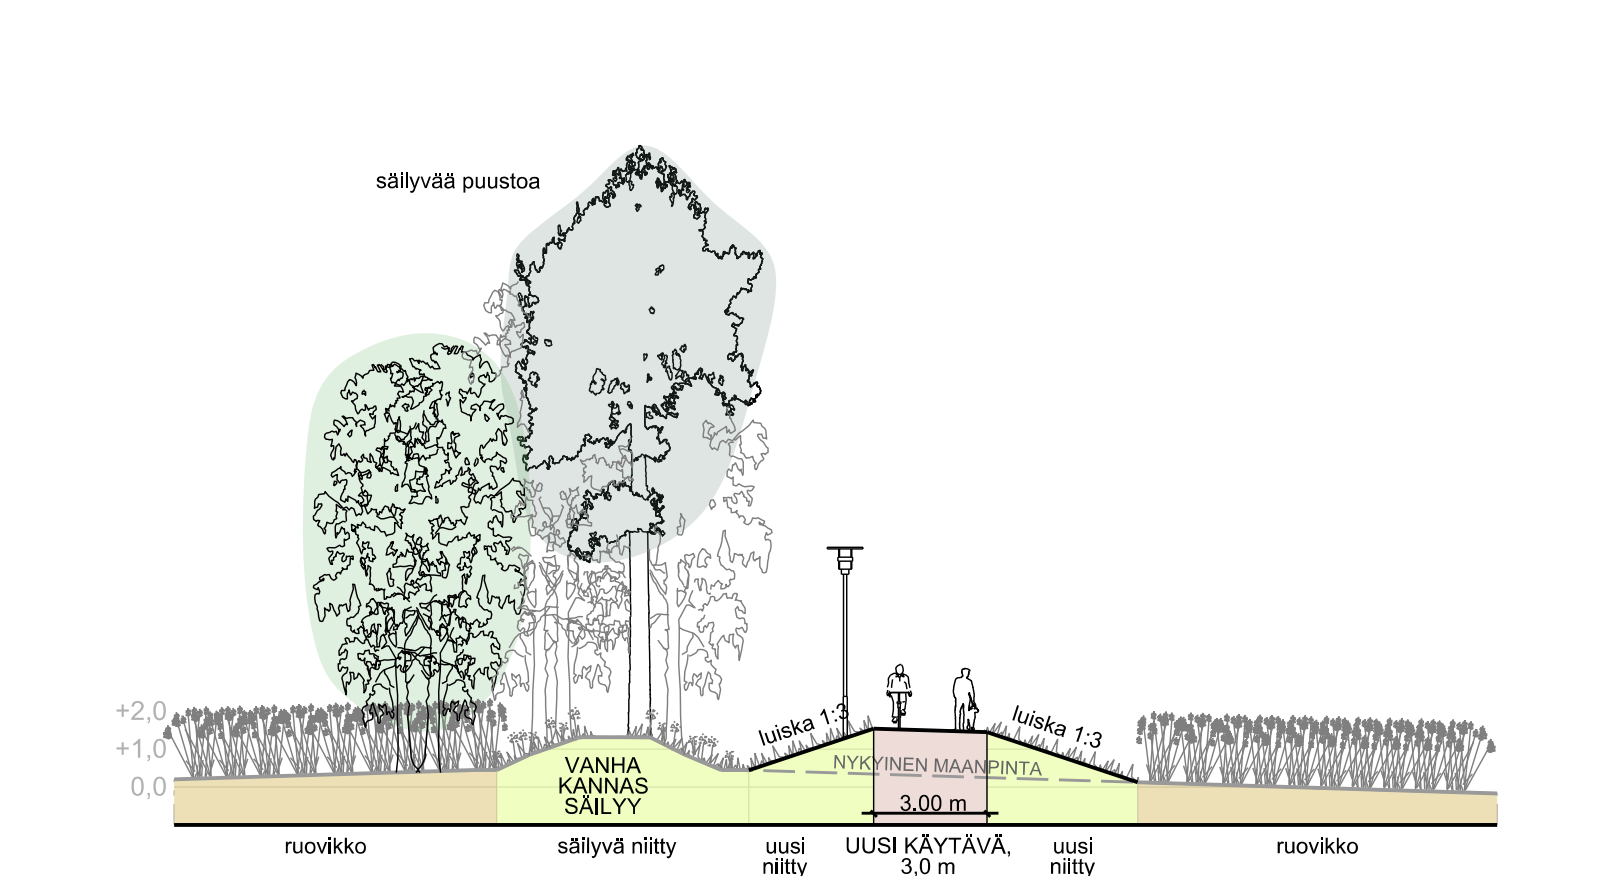 säilyvää puustoa
+2,0
+1,0
0,0
luiska 1:3
luiska 1:3
VANHA
KANNAS
SÄILYY
NYKYINEN MAANPINTA
3.00 m
ruovikko
säilyvä niitty
uusi
niitty
UUSI KÄYTÄVÄ,
3,0 m
uusi
niitty
ruovikko